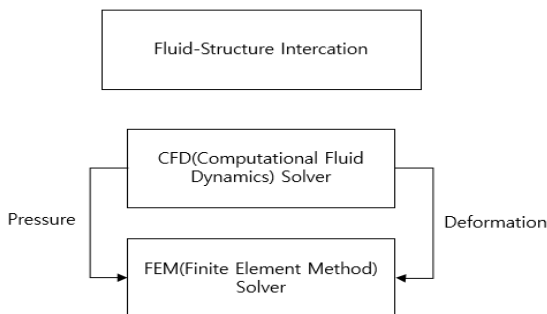 Fluid-Structure Intercation
CFD(Computational Fluid
Dynamics) Solver
Pressure
Deformation
FEM(Finite Element Method)
Solver